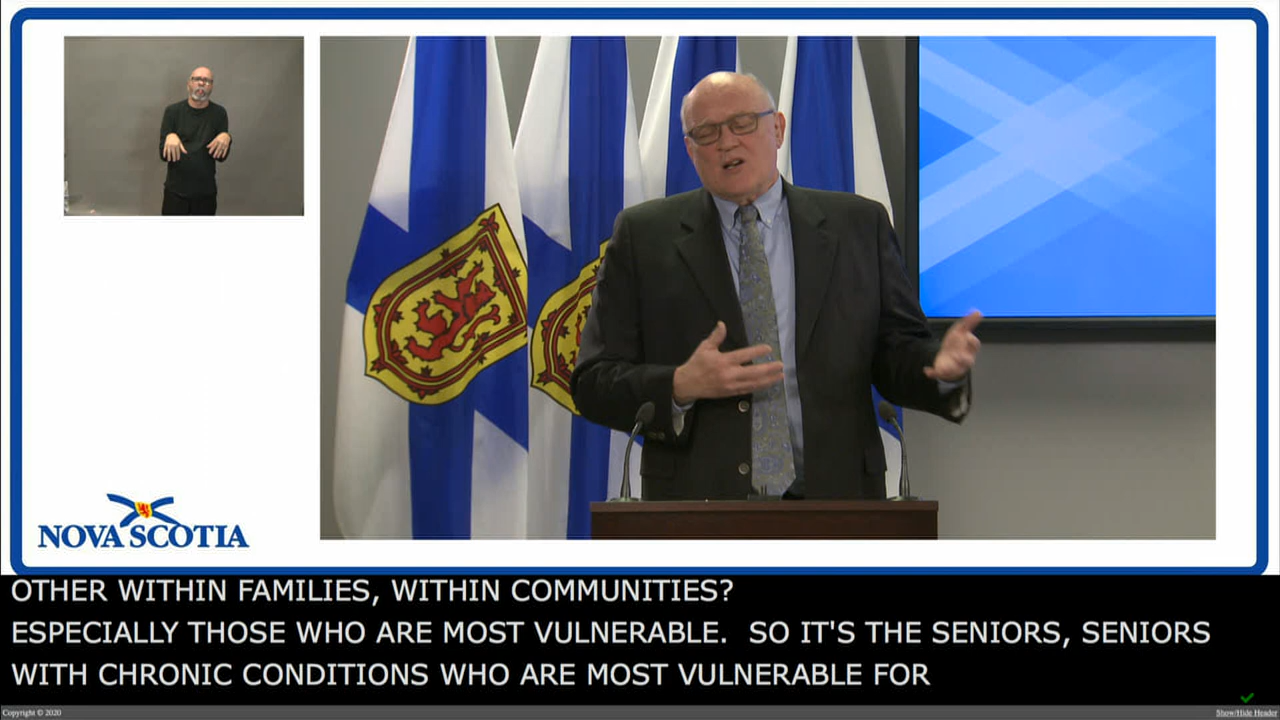 NOVA SCOTIA
OTHER WITHIN FAMILIES, WITHIN COMMUNITIES?
ESPECIALLY THOSE WHO ARE MOST VULNERABLE.  SO IT'S THE SENIORS, SENIORS
WITH CHRONIC CONDITIONS WHO ARE MOST VULNERABLE FOR
Copyright © 2020
Show/Hide Header